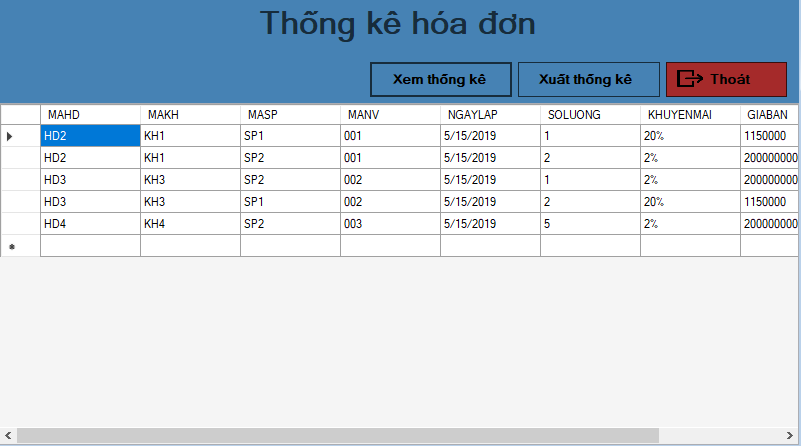 Thống kê hóa đơn
Xem thống kê Xuất thống kê Thoát
MAHD MAKH MASP MANV NGAYLAP SOLUONG KHUYENMAI GIABAN
HD2 KH1 SP1 001 5/15/2019 1 20% 1150000
HD2 KH1 SP2 001 5/15/2019 2 2% 200000000
HD3 KH3 SP2 002 5/15/2019 1 2% 200000000
HD3 KH3 SP1 002 5/15/2019 2 20% 1150000
HD4 KH4 SP2 003 5/15/2019 5 2% 200000000